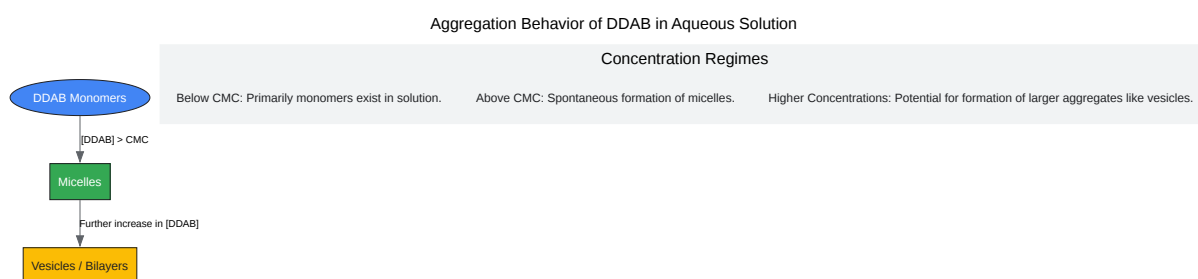 Aggregation Behavior of DDAB in Aqueous Solution
Concentration Regimes
DDAB Monomers
Below CMC: Primarily monomers exist in solution.
Above CMC: Spontaneous formation of micelles.
Higher Concentrations: Potential for formation of larger aggregates like vesicles.
[DDAB] > CMC
Micelles
Further increase in [DDAB]
Vesicles / Bilayers